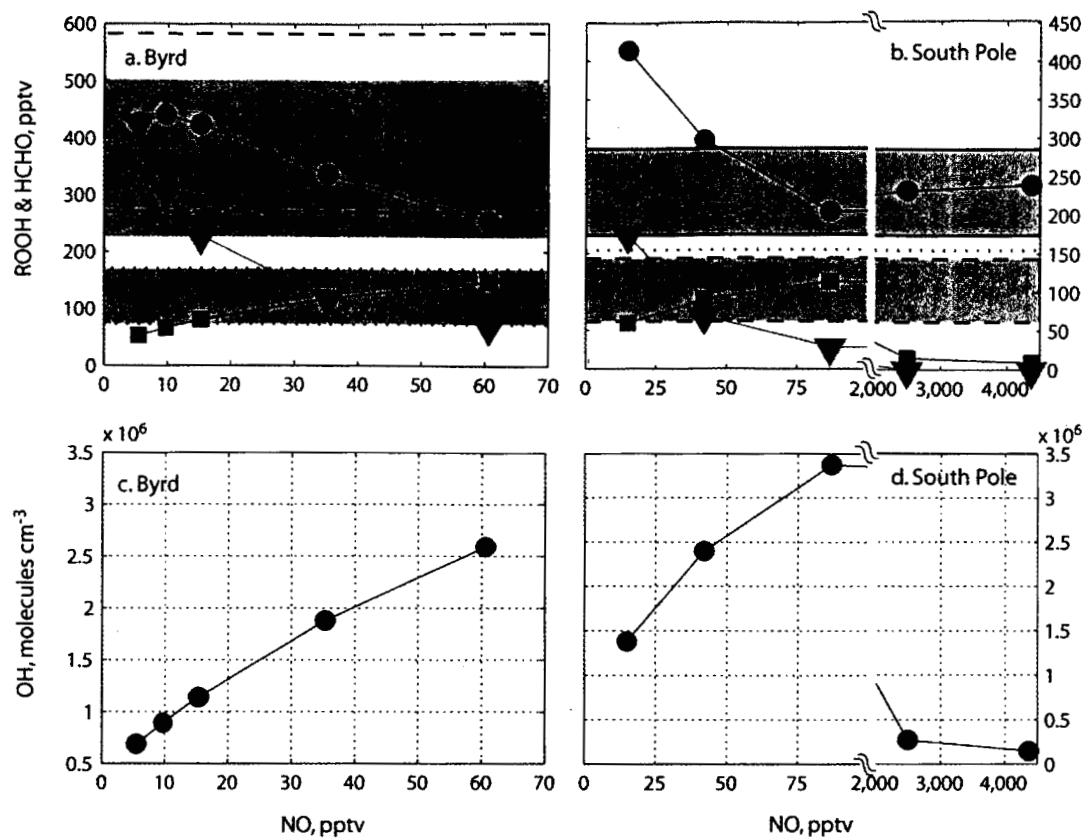 a. Byrd
b. South Pole
ROOH & HCHO, pptv
600
500
400
300
200
100
0
450
400
350
300
250
200
150
100
50
0
0 10 20 30 40 50 60 70
0 25 50 75 2,000 3,000 4,000
x 10⁶
x 10⁶
c. Byrd
d. South Pole
OH, molecules cm⁻³
3.5
3
2.5
2
1.5
1
0.5
3.5
3
2.5
2
1.5
1
0.5
0
0 10 20 30 40 50 60 70
0 25 50 75 2,000 3,000 4,000
NO, pptv
NO, pptv